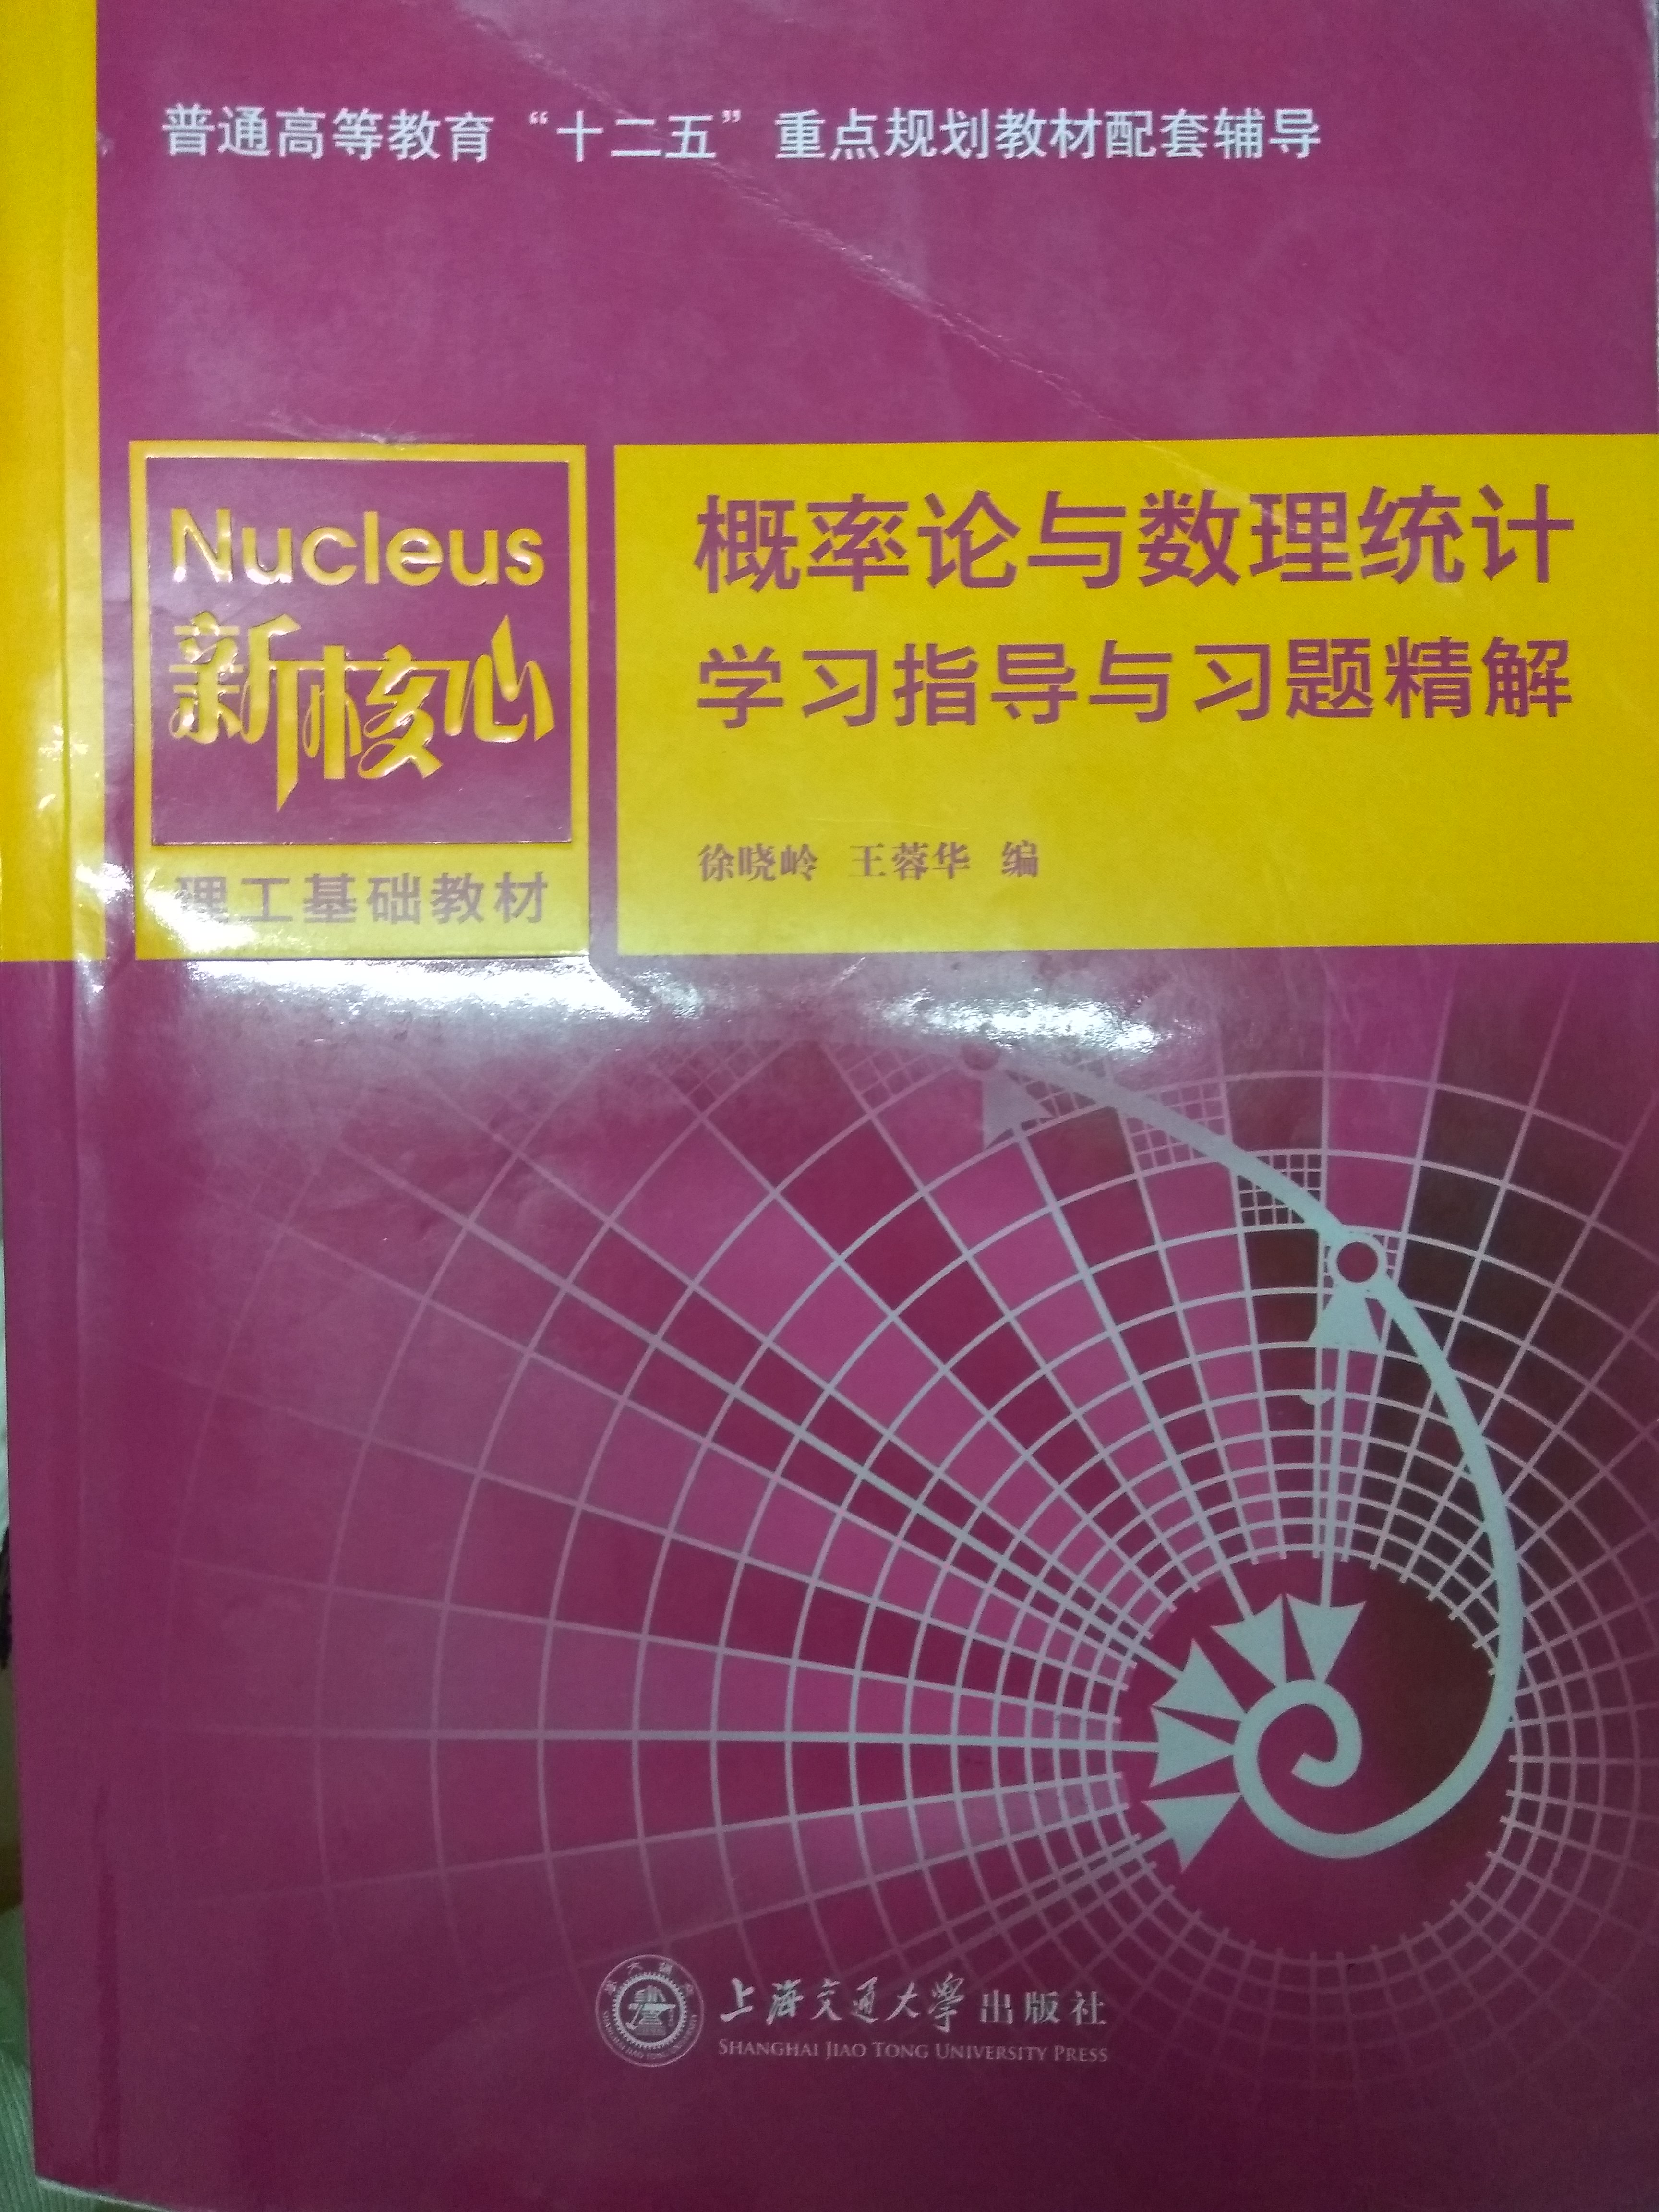 普通高等教育“十二五”重点规划教材配套辅导
Nucleus
新核心
理工基础教材
概率论与数理统计
学习指导与习题精解
徐晓岭 王蓉华 编
上海交通大学出版社
SHANGHAI JIAO TONG UNIVERSITY PRESS